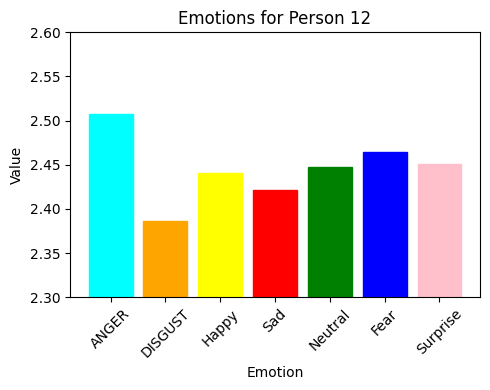 Emotions for Person 12
2.60
2.55
2.50
2.45
2.40
2.35
2.30
Value
ANGER
DISGUST
Happy
Sad
Neutral
Fear
Surprise
Emotion